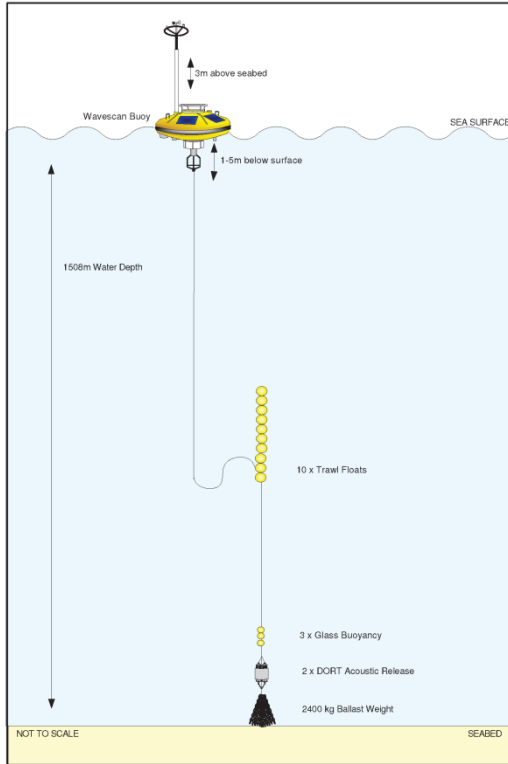 3m above seabed
Wavescan Buoy
SEA SURFACE
1-5m below surface
1508m Water Depth
10 x Trawl Floats
3 x Glass Buoyancy
2 x DORT Acoustic Release
2400 kg Ballast Weight
NOT TO SCALE
SEABED